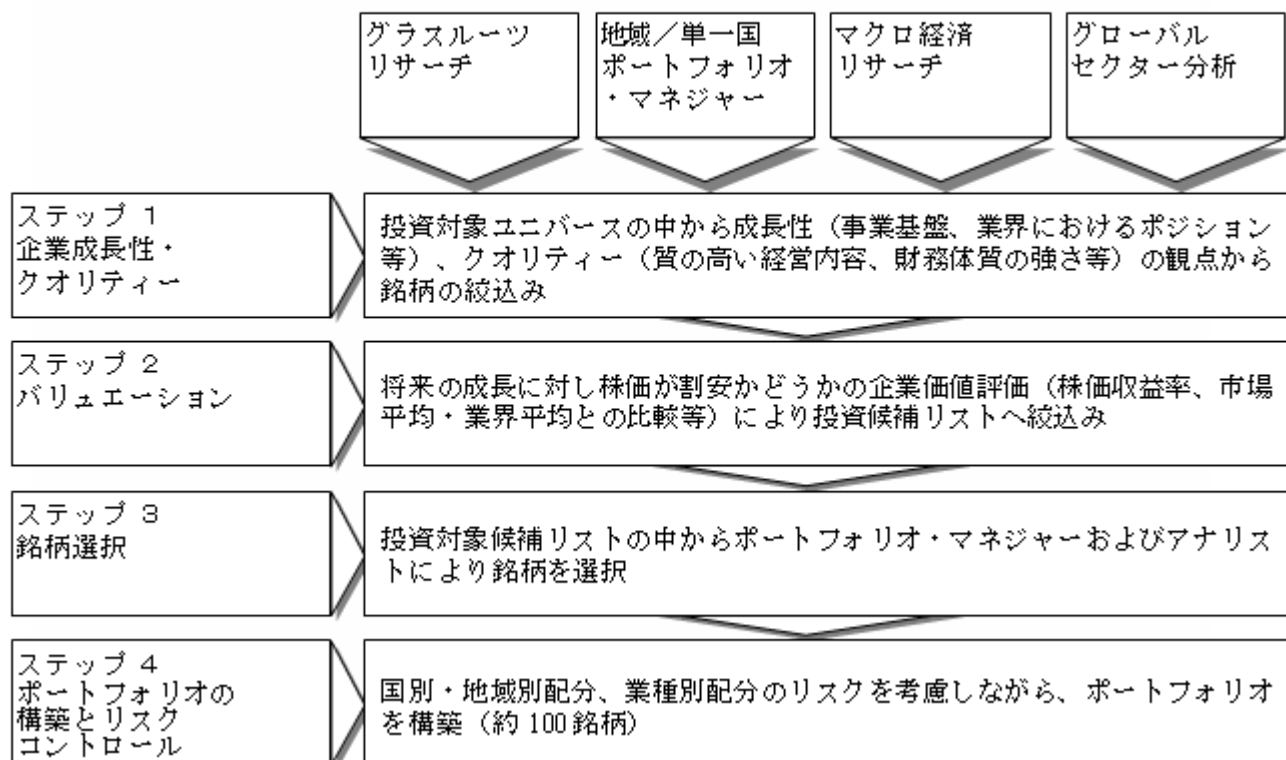 グラスルーツ
リサーチ
地域／単一国
ポートフォリオ
・マネジャー
マクロ経済
リサーチ
グローバル
セクター分析
ステップ １
企業成長性・
クオリティー
投資対象ユニバースの中から成長性（事業基盤、業界におけるポジション
等）、クオリティー（質の高い経営内容、財務体質の強さ等）の観点から
銘柄の絞込み
ステップ ２
バリュエーション
将来の成長に対し株価が割安かどうかの企業価値評価（株価収益率、市場
平均・業界平均との比較等）により投資候補リストへ絞込み
ステップ ３
銘柄選択
投資対象候補リストの中からポートフォリオ・マネジャーおよびアナリス
トにより銘柄を選択
ステップ ４
ポートフォリオの
構築とリスク
コントロール
国別・地域別配分、業種別配分のリスクを考慮しながら、ポートフォリオ
を構築（約 100 銘柄）